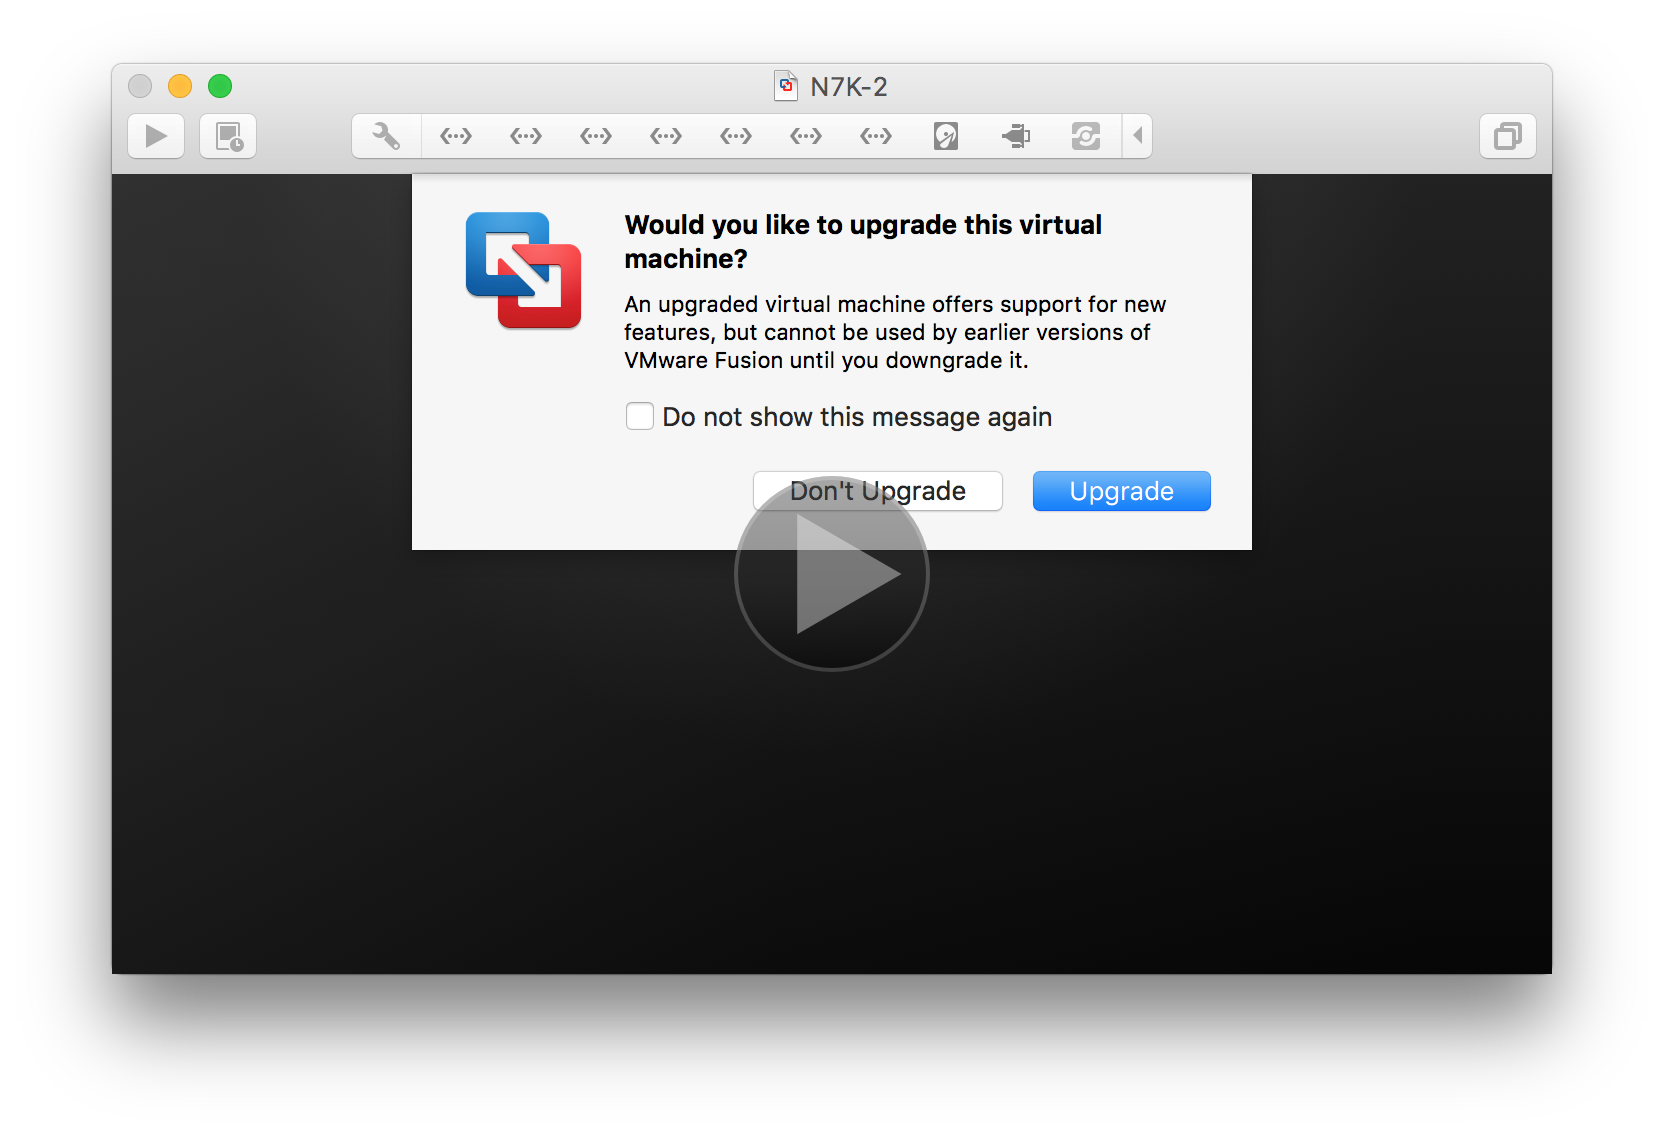 N7K-2
Would you like to upgrade this virtual
machine?
An upgraded virtual machine offers support for new
features, but cannot be used by earlier versions of
VMware Fusion until you downgrade it.
Do not show this message again
Don't Upgrade
Upgrade